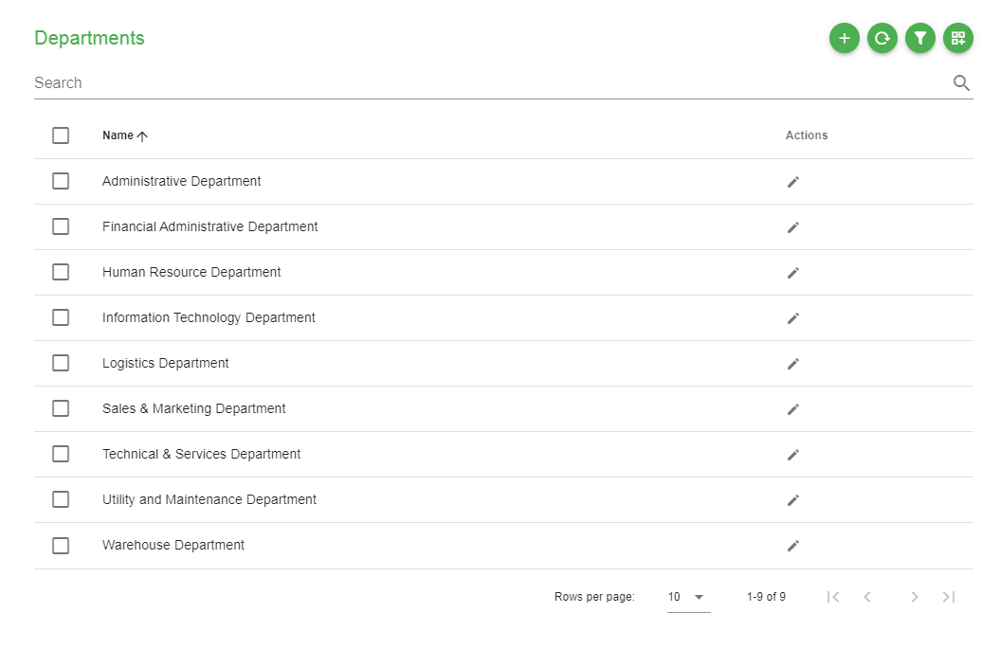 Departments
Search
Name Actions
Administrative Department
Financial Administrative Department
Human Resource Department
Information Technology Department
Logistics Department
Sales & Marketing Department
Technical & Services Department
Utility and Maintenance Department
Warehouse Department
Rows per page: 10 1-9 of 9